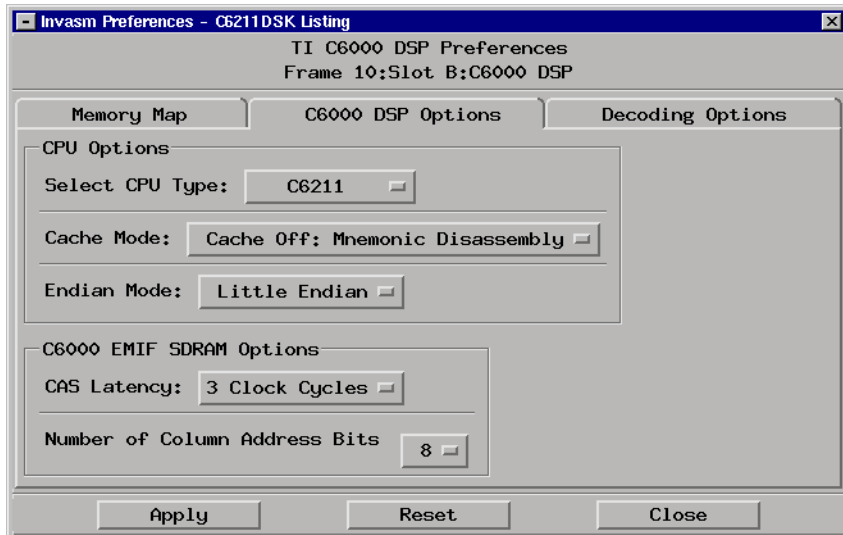 Invasm Preferences - C6211DSK Listing
TI C6000 DSP Preferences
Frame 10:Slot B:C6000 DSP
Memory Map
C6000 DSP Options
Decoding Options
CPU Options
Select CPU Type: C6211
Cache Mode: Cache Off: Mnemonic Disassembly
Endian Mode: Little Endian
C6000 EMIF SDRAM Options
CAS Latency: 3 Clock Cycles
Number of Column Address Bits 8
Apply
Reset
Close